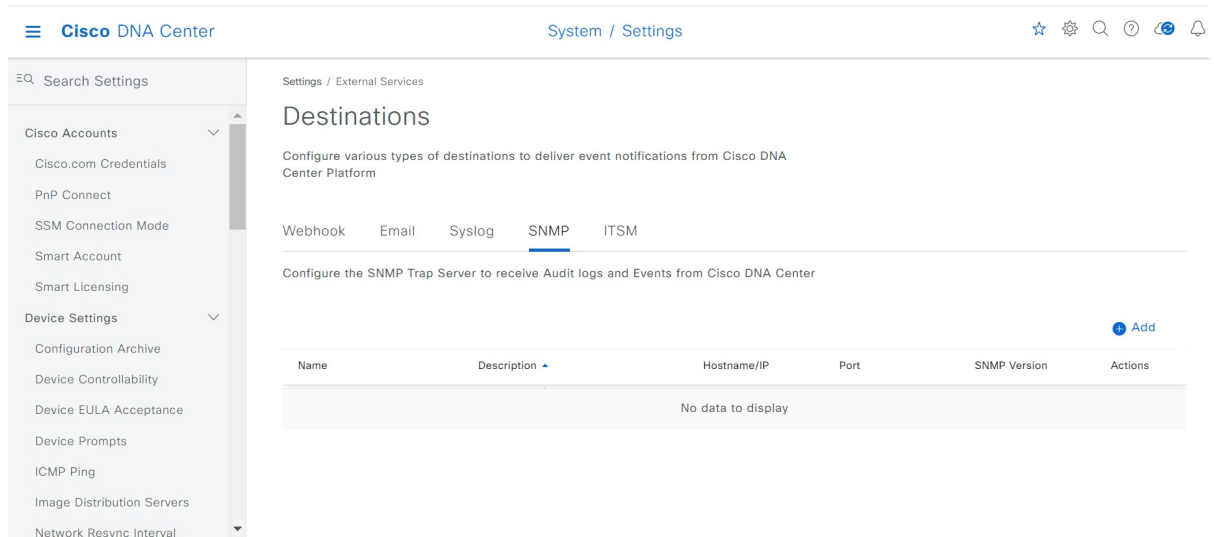 Cisco DNA Center
System / Settings
Search Settings
Cisco Accounts
Cisco.com Credentials
PnP Connect
SSM Connection Mode
Smart Account
Smart Licensing
Device Settings
Configuration Archive
Device Controllability
Device EULA Acceptance
Device Prompts
ICMP Ping
Image Distribution Servers
Network Resync Interval
Settings / External Services
Destinations
Configure various types of destinations to deliver event notifications from Cisco DNA
Center Platform
Webhook Email Syslog SNMP ITSM
Configure the SNMP Trap Server to receive Audit logs and Events from Cisco DNA Center
Add
Name Description Hostname/IP Port SNMP Version Actions
No data to display